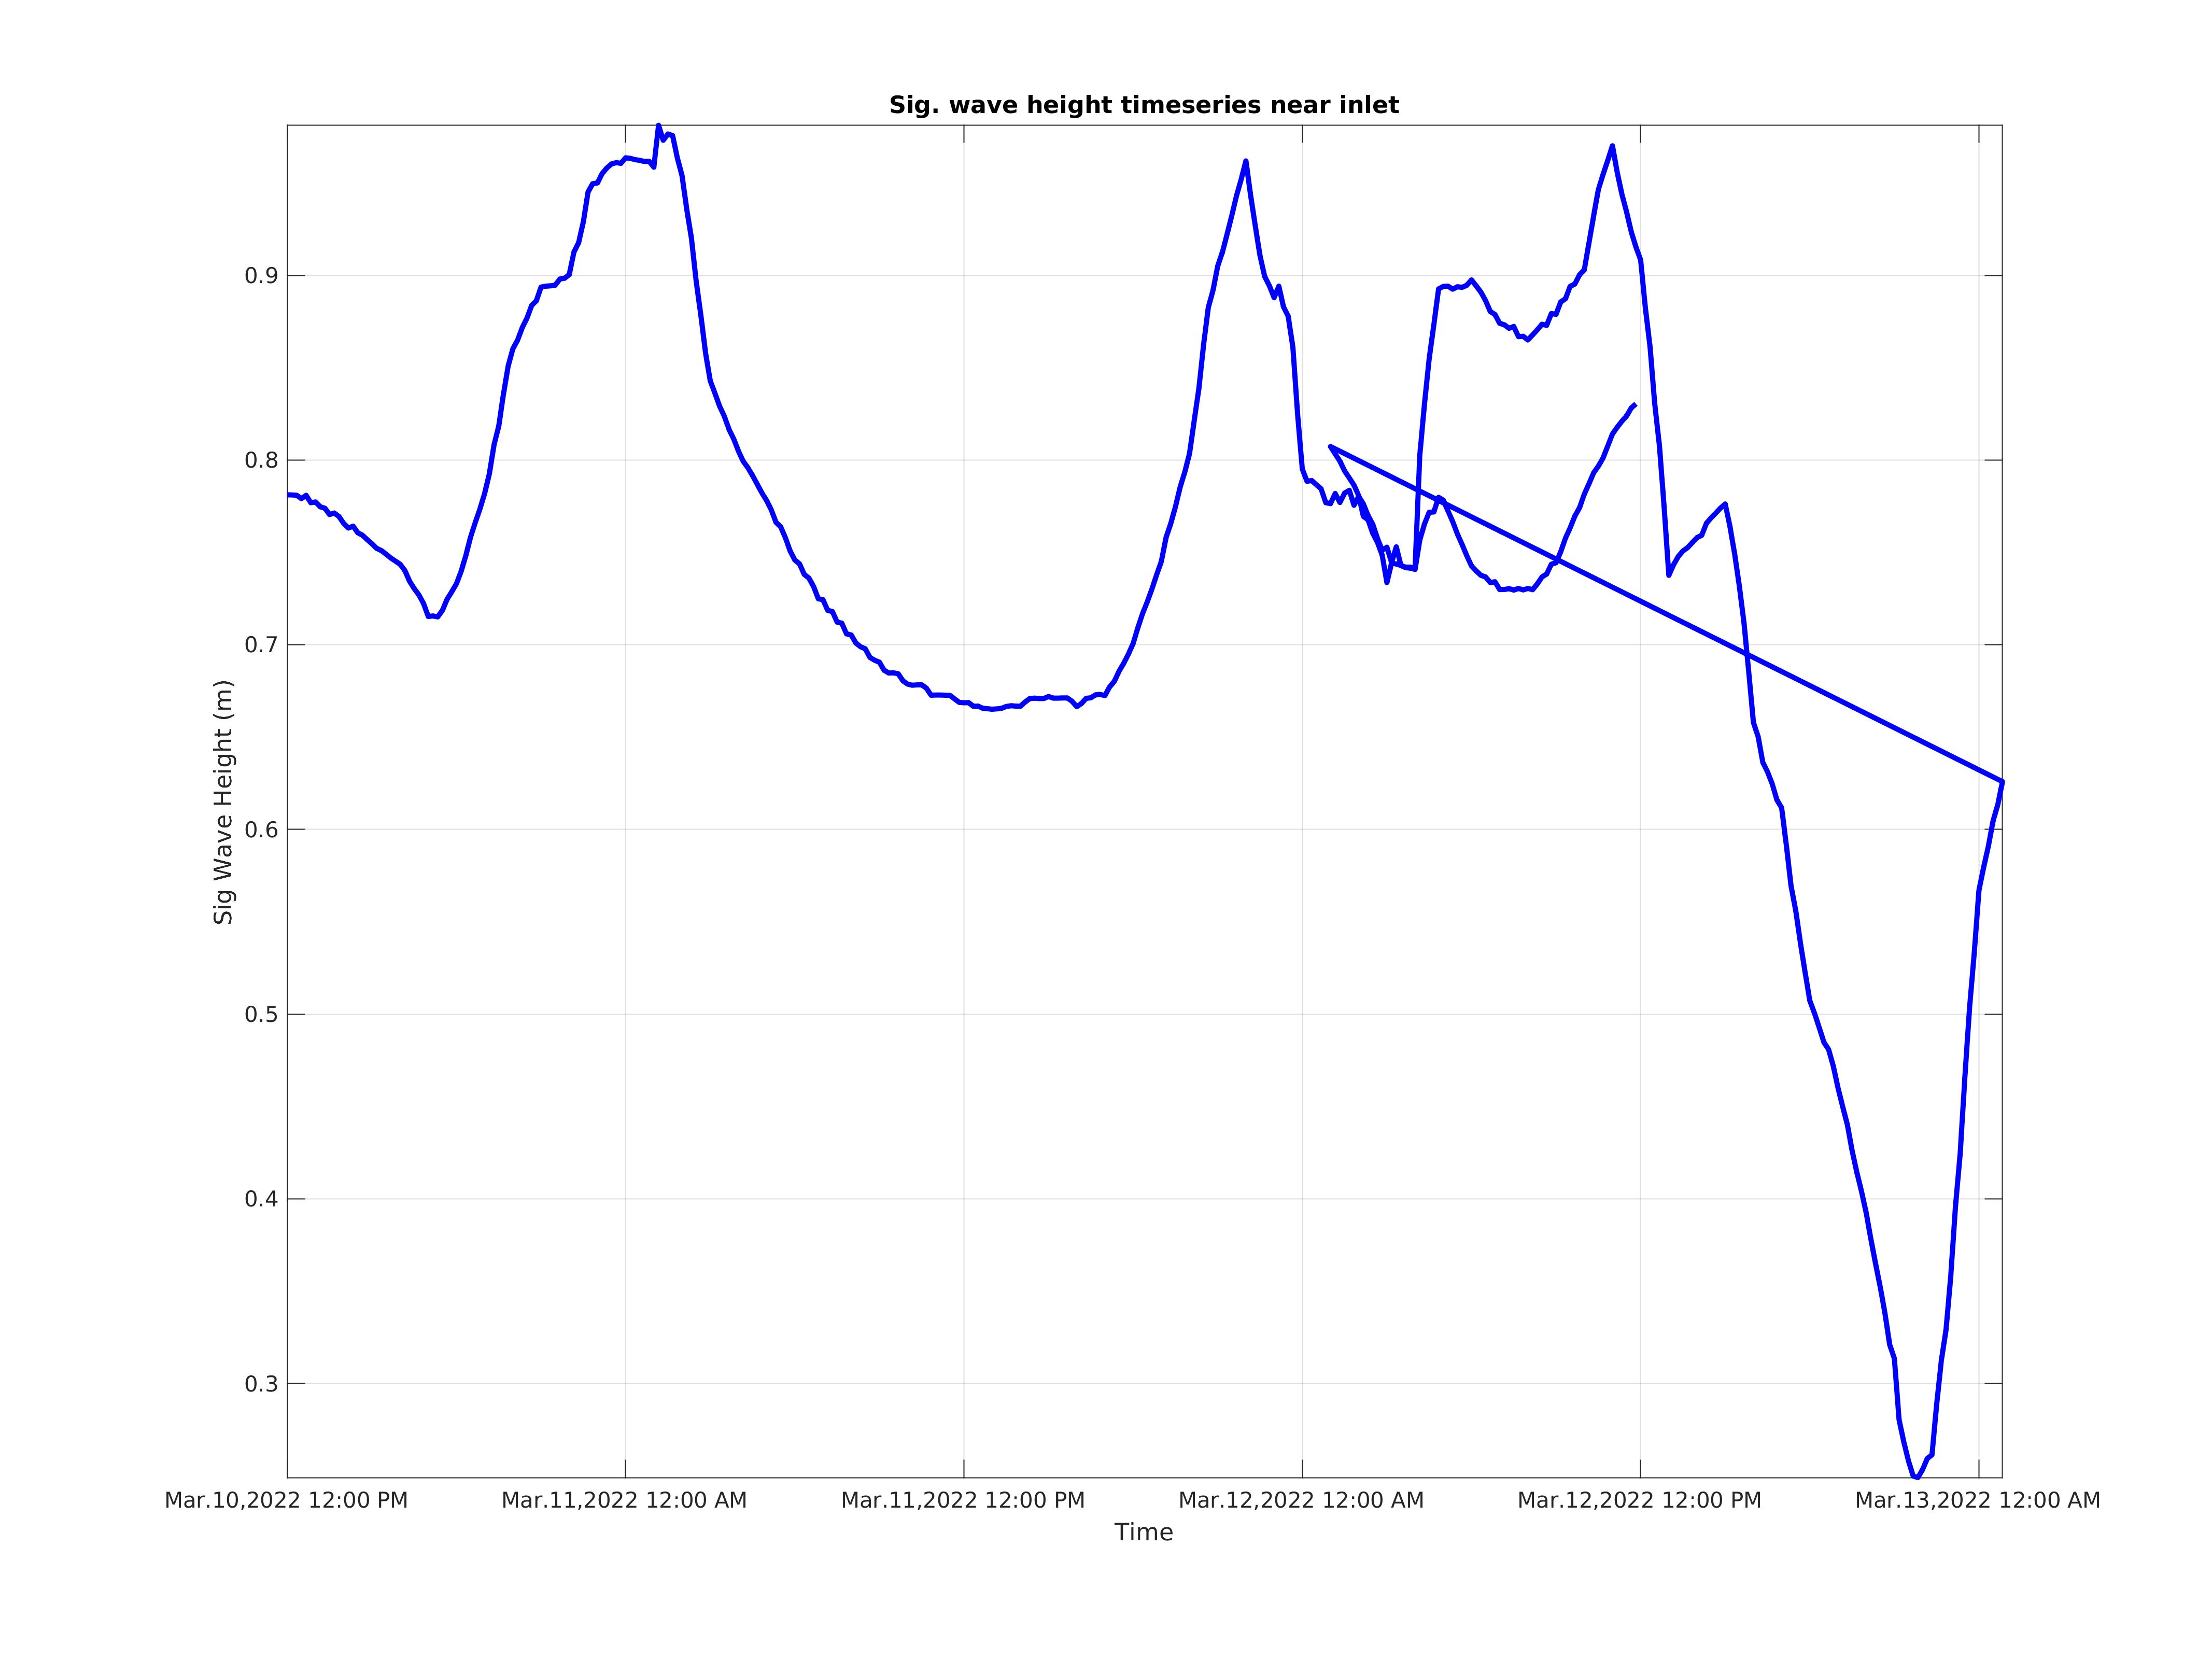 Sig. wave height timeseries near inlet
0.9
0.8
0.7
0.6
0.5
0.4
0.3
Sig Wave Height (m)
Mar.10,2022 12:00 PM
Mar.11,2022 12:00 AM
Mar.11,2022 12:00 PM
Mar.12,2022 12:00 AM
Mar.12,2022 12:00 PM
Mar.13,2022 12:00 AM
Time